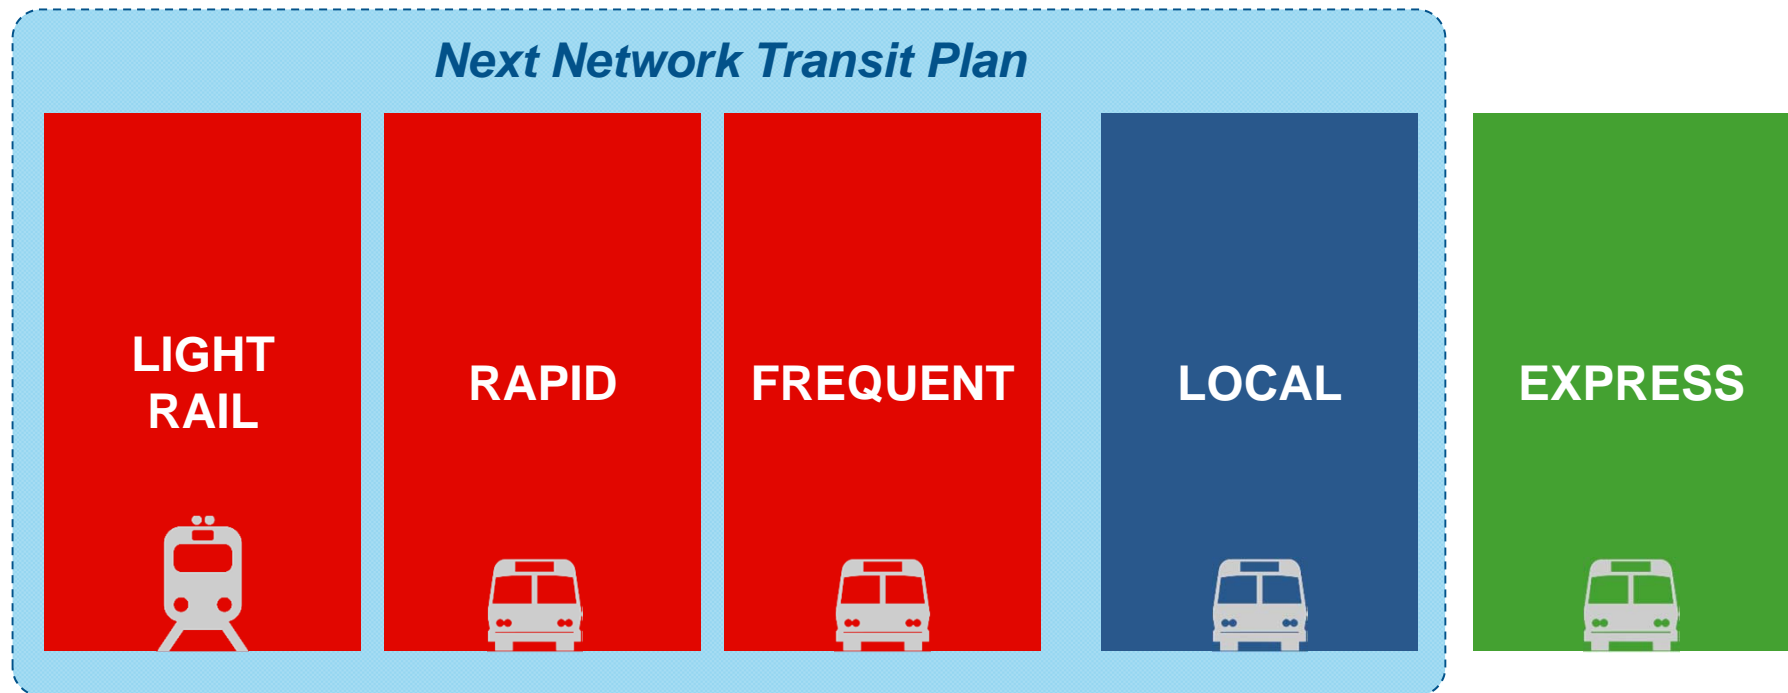 Next Network Transit Plan
LIGHT
RAIL
RAPID
FREQUENT
LOCAL
EXPRESS